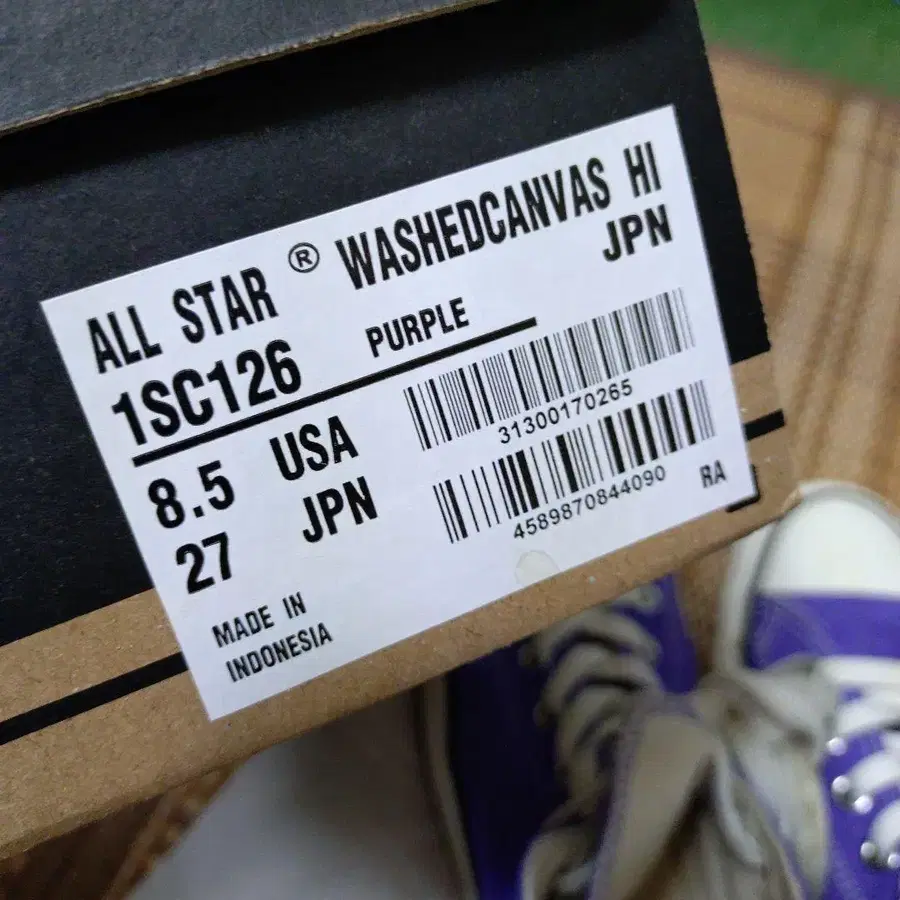 ALL STAR ® WASHEDCANVAS HI
JPN
1SC126 PURPLE
8.5 USA
27 JPN
31300170265
4589870844090
RA
MADE IN
INDONESIA